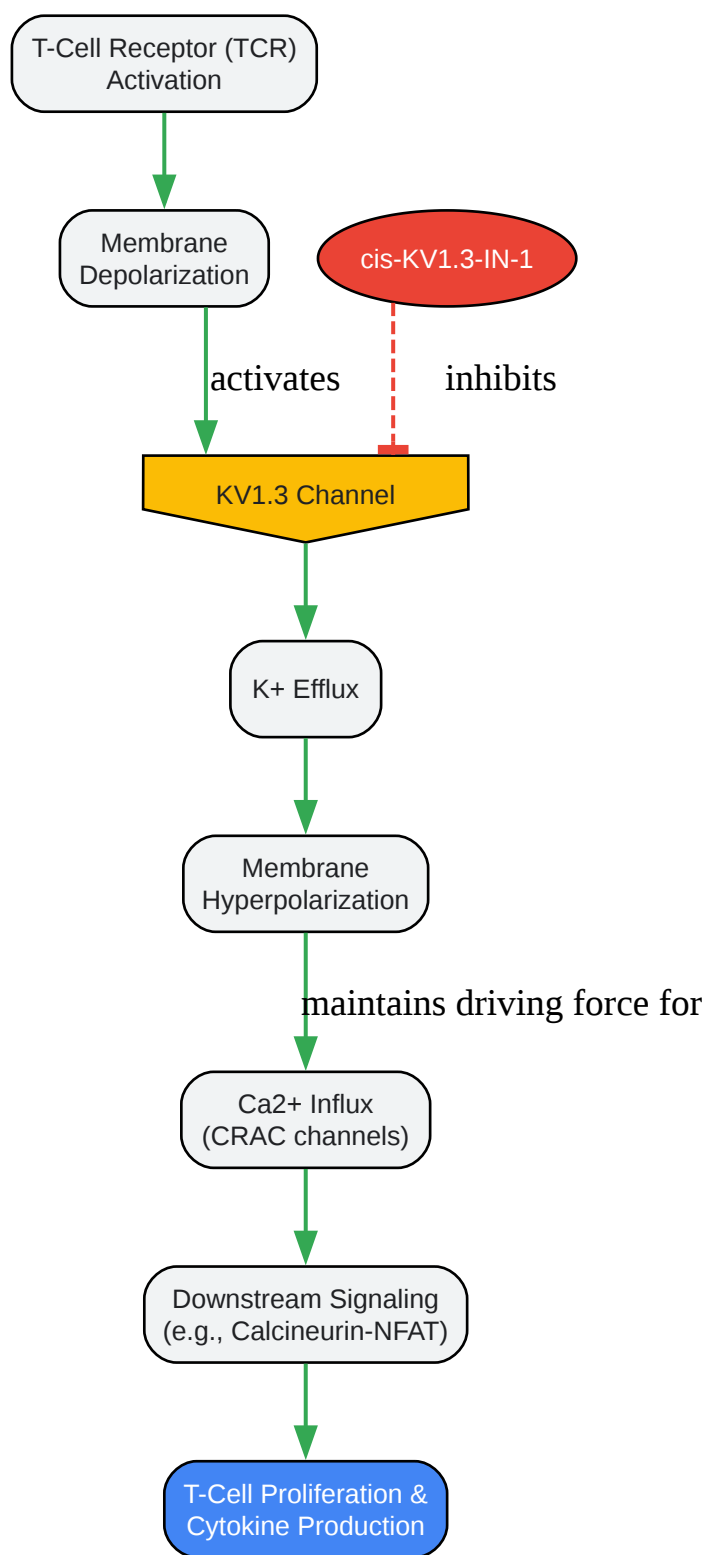 T-Cell Receptor (TCR)
Activation
Membrane
Depolarization
cis-KV1.3-IN-1
activates
inhibits
KV1.3 Channel
K+ Efflux
Membrane
Hyperpolarization
maintains driving force for
Ca2+ Influx
(CRAC channels)
Downstream Signaling
(e.g., Calcineurin-NFAT)
T-Cell Proliferation &
Cytokine Production